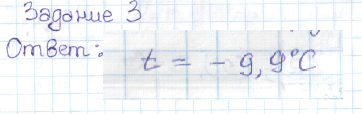 Задание 3
Ответ: t = - 9,9°C